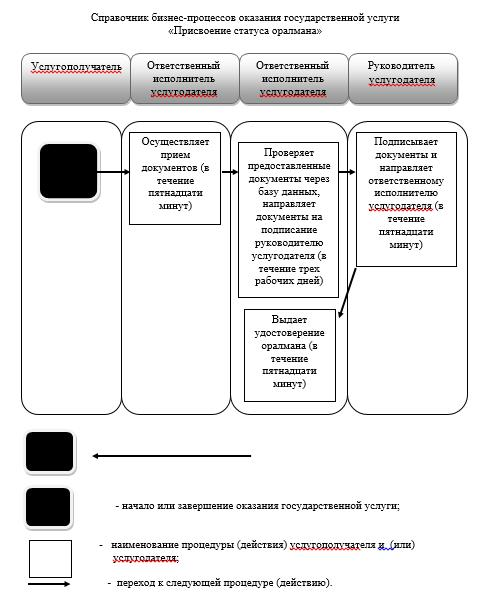 Справочник бизнес-процессов оказания государственной услуги
«Присвоение статуса оралмана»
Услугополучатель
Ответственный
исполнитель
услугодателя
Ответственный
исполнитель
услугодателя
Руководитель
услугодателя
Осуществляет
прием
документов (в
течение
пятнадцати
минут)
Проверяет
предоставленные
документы через
базу данных,
направляет
документы на
подписание
руководителю
услугодателя (в
течение трех
рабочих дней)
Подписывает
документы и
направляет
ответственному
исполнителю
услугодателя (в
течение
пятнадцати
минут)
Выдает
удостоверение
оралмана (в
течение
пятнадцати
минут)
- начало или завершение оказания государственной услуги;
- наименование процедуры (действия) услугополучателя и (или)
услугодателя;
- переход к следующей процедуре (действию).